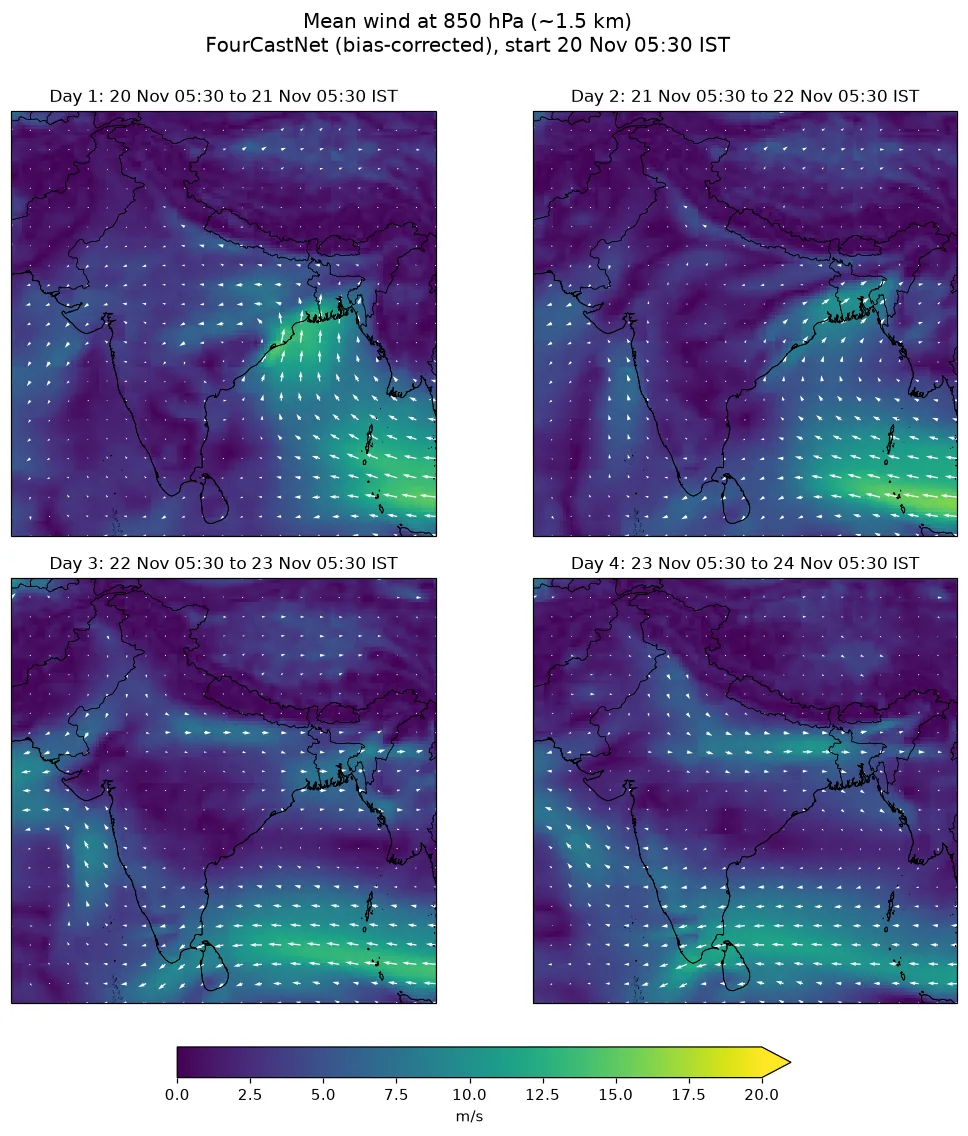 Mean wind at 850 hPa (~1.5 km)
FourCastNet (bias-corrected), start 20 Nov 05:30 IST
Day 1: 20 Nov 05:30 to 21 Nov 05:30 IST
Day 2: 21 Nov 05:30 to 22 Nov 05:30 IST
Day 3: 22 Nov 05:30 to 23 Nov 05:30 IST
Day 4: 23 Nov 05:30 to 24 Nov 05:30 IST
0.0 2.5 5.0 7.5 10.0 12.5 15.0 17.5 20.0
m/s